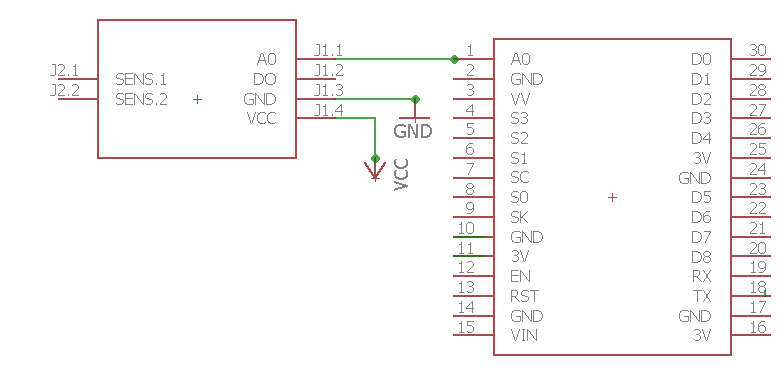 J2.1
J2.2
SENS.1
SENS.2
A0
DO
GND
VCC
J1.1
J1.2
J1.3
J1.4
GND
VCC
1 A0
2 GND
3 VV
4 S3
5 S2
6 S1
7 SC
8 S0
9 SK
10 GND
11 3V
12 EN
13 RST
14 GND
15 VIN
D0 30
D1 29
D2 28
D3 27
D4 26
3V 25
GND 24
D5 23
D6 22
D7 21
D8 20
RX 19
TX 18
GND 17
3V 16